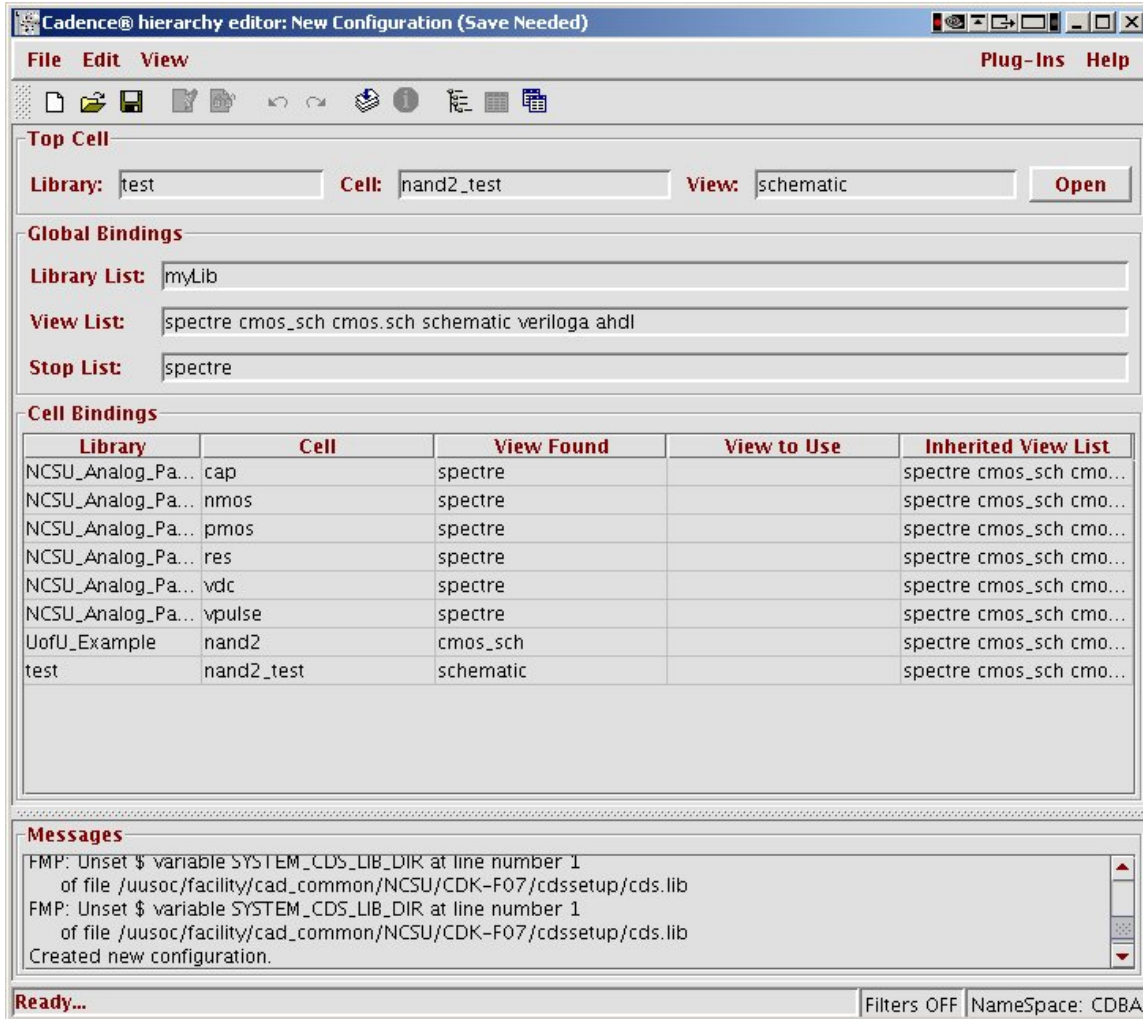 Cadence® hierarchy editor: New Configuration (Save Needed)
File Edit View Plug-Ins Help
Top Cell
Library: test Cell: nand2_test View: schematic Open
Global Bindings
Library List: myLib
View List: spectre cmos_sch cmos.sch schematic veriloga ahdl
Stop List: spectre
Cell Bindings
Library Cell View Found View to Use Inherited View List
NCSU_Analog_Pa... cap spectre spectre cmos_sch cmo...
NCSU_Analog_Pa... nmos spectre spectre cmos_sch cmo...
NCSU_Analog_Pa... pmos spectre spectre cmos_sch cmo...
NCSU_Analog_Pa... res spectre spectre cmos_sch cmo...
NCSU_Analog_Pa... vdc spectre spectre cmos_sch cmo...
NCSU_Analog_Pa... vpulse spectre spectre cmos_sch cmo...
UofU_Example nand2 cmos_sch spectre cmos_sch cmo...
test nand2_test schematic spectre cmos_sch cmo...
Messages
FMP: Unset $ variable SYSTEM_CDS_LIB_DIR at line number 1
of file /uusoc/facility/cad_common/NCSU/CDK-F07/cdssetup/cds.lib
FMP: Unset $ variable SYSTEM_CDS_LIB_DIR at line number 1
of file /uusoc/facility/cad_common/NCSU/CDK-F07/cdssetup/cds.lib
Created new configuration.
Ready... Filters OFF NameSpace: CDBA